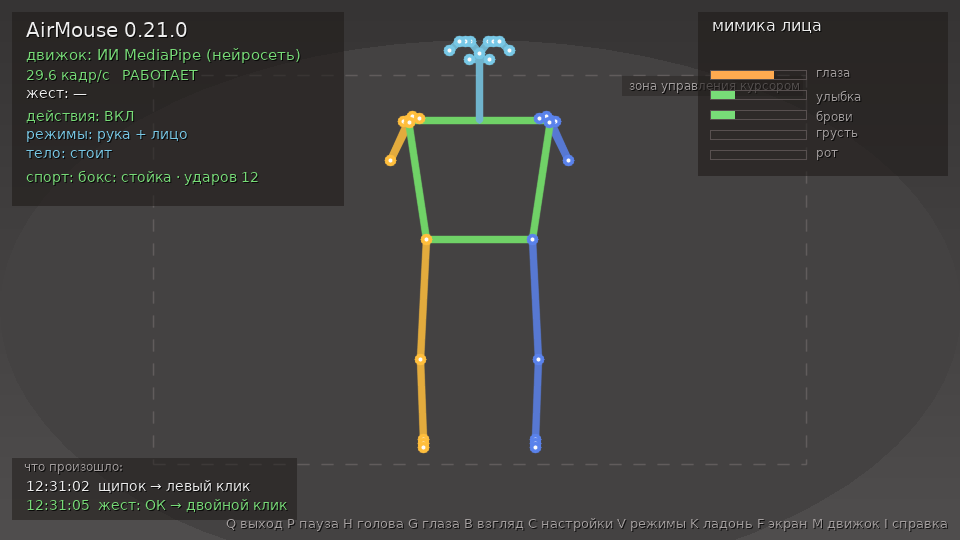 AirMouse 0.21.0
движок: ИИ MediaPipe (нейросеть)
29.6 кадр/с   РАБОТАЕТ
жест: —
действия: ВКЛ
режимы: рука + лицо
тело: стоит
спорт: бокс: стойка · ударов 12
мимика лица
глаза
зона управления курсором
улыбка
брови
грусть
рот
что произошло:
12:31:02  щипок → левый клик
12:31:05  жест: ОК → двойной клик
Q выход P пауза H голова G глаза B взгляд C настройки V режимы K ладонь F экран M движок I справка